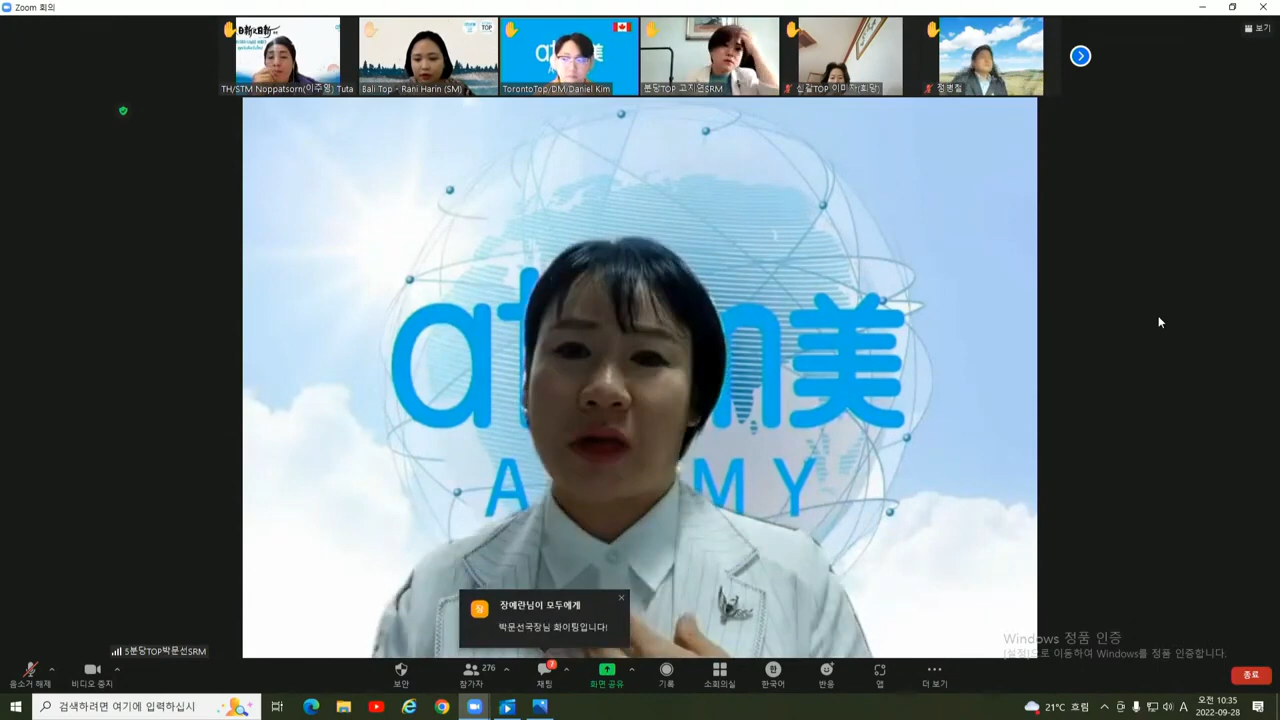 Zoom 회의
보기
TH/STM Noppatsorn(이주영) Tuta
Bali Top - Rani Harin (SM)
TorontoTop/DM/Daniel Kim
분당TOP 고지연SRM
신길TOP 이미자(희망)
정병철
TOP
美
A
MY
장
장예란님이 모두에게
박문선국장님 화이팅입니다!
5분당TOP박문선SRM
Windows 정품 인증
[설정]으로 이동하여 Windows를 정품 인증합니다.
음소거 해제
비디오 중지
보안
276
참가자
7
채팅
화면 공유
기록
소회의실
한
한국어
반응
앱
더 보기
종료
검색하려면 여기에 입력하십시
21°C 흐림
A
오전 10:35
2022-09-28